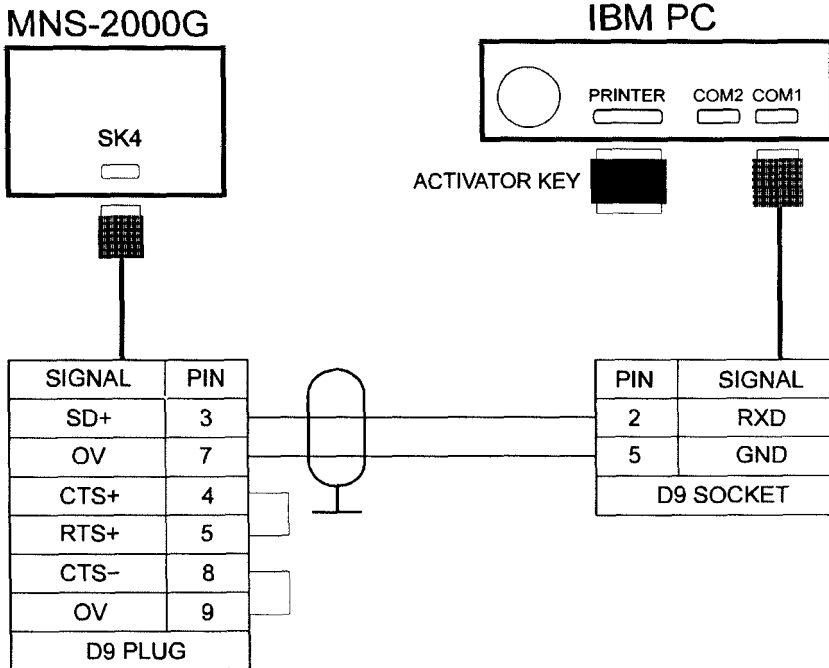 MNS-2000G
IBM PC
PRINTER COM2 COM1
SK4
ACTIVATOR KEY
SIGNAL PIN
SD+ 3
OV 7
CTS+ 4
RTS+ 5
CTS− 8
OV 9
D9 PLUG
PIN SIGNAL
2 RXD
5 GND
D9 SOCKET